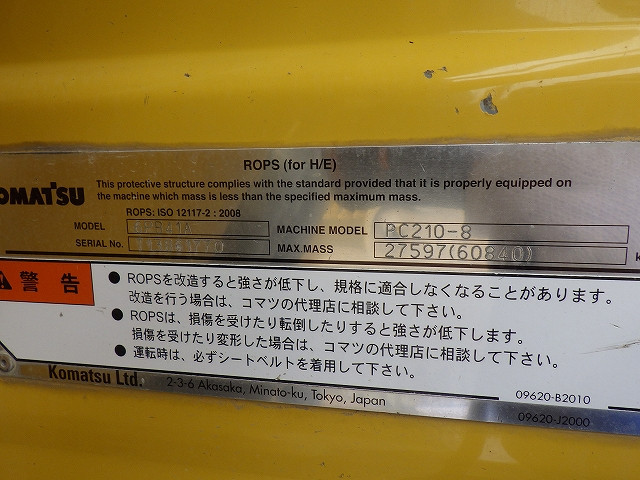 ROPS (for H/E)
OMATSU
This protective structure complies with the standard provided that it is properly equipped on
the machine which mass is less than the specified maximum mass.
ROPS: ISO 12117-2 : 2008
MODEL MACHINE MODEL PC210-8
SERIAL No. MAX.MASS 27597(60840) k
警告
● ROPSを改造すると強さが低下し、規格に適合しなくなることがあります。
改造を行う場合は、コマツの代理店に相談して下さい。
● ROPSは、損傷を受けたり転倒したりすると強さが低下します。
損傷を受けたり変形した場合は、コマツの代理店に相談して下さい。
● 運転時は、必ずシートベルトを着用して下さい。
09620-B2010
Komatsu Ltd. 2-3-6 Akasaka, Minato-ku, Tokyo, Japan
09620-J2000